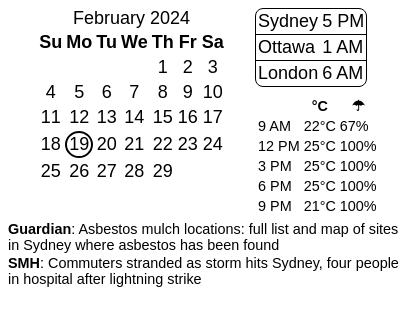 February 2024
Su Mo Tu We Th Fr Sa
1 2 3
4 5 6 7 8 9 10
11 12 13 14 15 16 17
18 19 20 21 22 23 24
25 26 27 28 29
Sydney 5 PM
Ottawa 1 AM
London 6 AM
°C ☂
9 AM 22°C 67%
12 PM 25°C 100%
3 PM 25°C 100%
6 PM 25°C 100%
9 PM 21°C 100%
Guardian: Asbestos mulch locations: full list and map of sites
in Sydney where asbestos has been found
SMH: Commuters stranded as storm hits Sydney, four people
in hospital after lightning strike